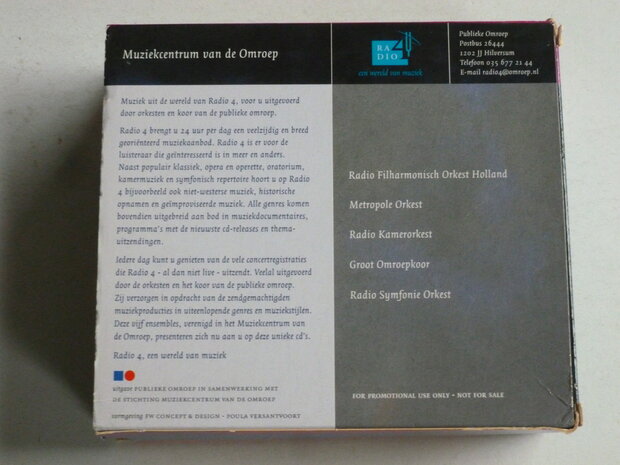 Muziekcentrum van de Omroep
RA
DIO
4
een wereld van muziek
Publieke Omroep
Postbus 26444
1202 JJ Hilversum
Telefoon 035 677 21 44
E-mail radio4@omroep.nl
Muziek uit de wereld van Radio 4, voor u uitgevoerd
door orkesten en koor van de publieke omroep.
Radio 4 brengt u 24 uur per dag een veelzijdig en breed
georiënteerd muziekaanbod. Radio 4 is er voor de
luisteraar die geïnteresseerd is in meer en anders.
Naast populair klassiek, opera en operette, oratorium,
kamermuziek en symfonisch repertoire hoort u op Radio
4 bijvoorbeeld ook niet-westerse muziek, historische
opnamen en geïmproviseerde muziek. Alle genres komen
bovendien uitgebreid aan bod in muziekdocumentaires,
programma's met de nieuwste cd-releases en thema-
uitzendingen.
Iedere dag kunt u genieten van de vele concertregistraties
die Radio 4 - al dan niet live - uitzendt. Veelal uitgevoerd
door de orkesten en het koor van de publieke omroep.
Zij verzorgen in opdracht van de zendgemachtigden
muziekproducties in uiteenlopende genres en muziekstijlen.
Deze vijf ensembles, verenigd in het Muziekcentrum van
de Omroep, presenteren zich nu aan u op deze unieke cd's.
Radio 4, een wereld van muziek
uitgave PUBLIEKE OMROEP IN SAMENWERKING MET
DE STICHTING MUZIEKCENTRUM VAN DE OMROEP
vormgeving FW CONCEPT & DESIGN - POULA VERSANTVOORT
Radio Filharmonisch Orkest Holland
Metropole Orkest
Radio Kamerorkest
Groot Omroepkoor
Radio Symfonie Orkest
FOR PROMOTIONAL USE ONLY - NOT FOR SALE